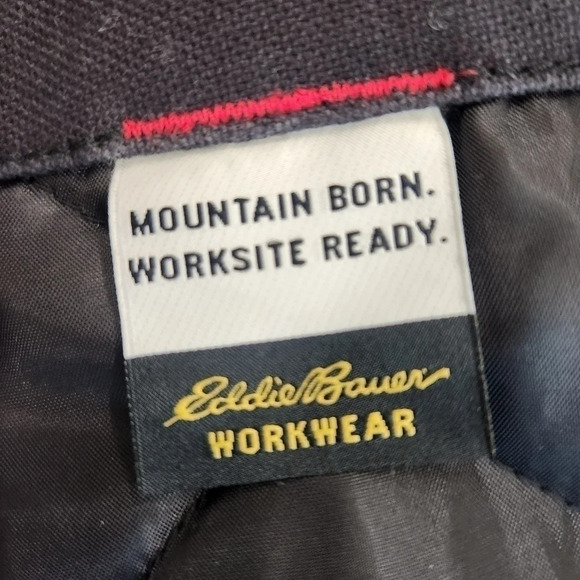 MOUNTAIN BORN.
WORKSITE READY.
Eddie Bauer
WORKWEAR